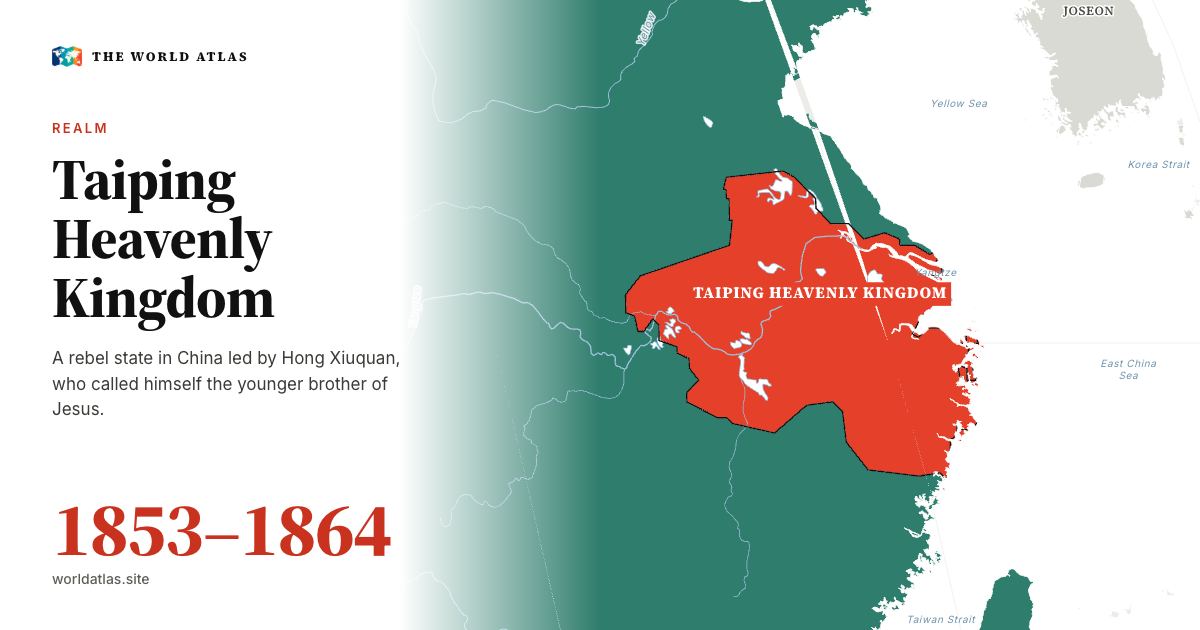 THE WORLD ATLAS
REALM
Taiping
Heavenly
Kingdom
A rebel state in China led by Hong Xiuquan,
who called himself the younger brother of
Jesus.
1853–1864
worldatlas.site
JOSEON
Yellow
Yellow Sea
Korea Strait
Yangtze
TAIPING HEAVENLY KINGDOM
East China
Sea
Taiwan Strait